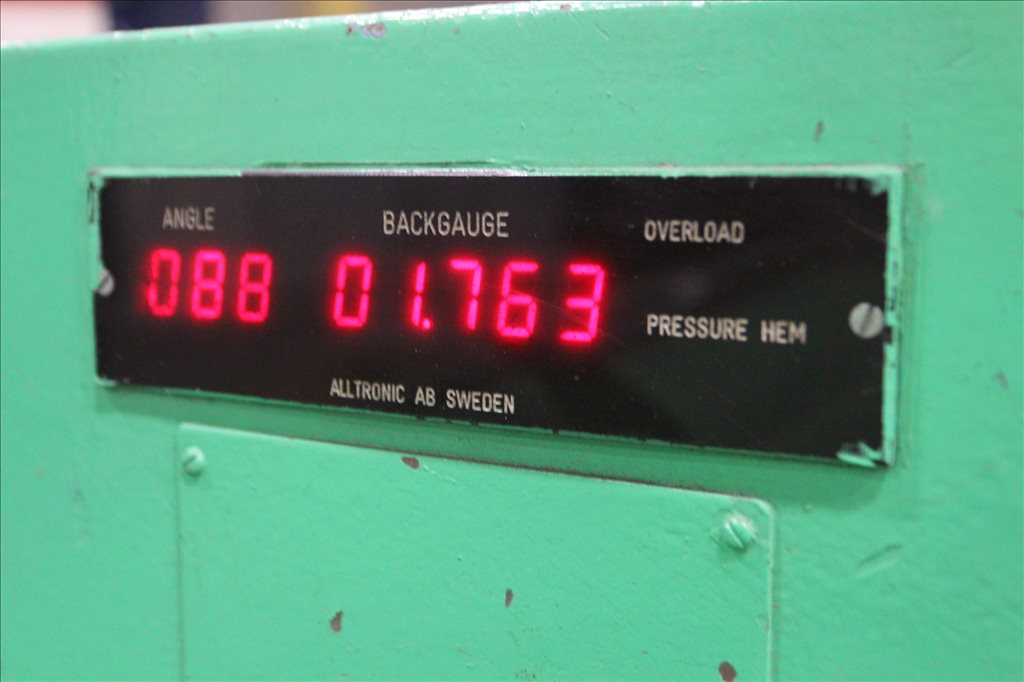 ANGLE BACKGAUGE OVERLOAD
088 01.763
PRESSURE HEM
ALLTRONIC AB SWEDEN